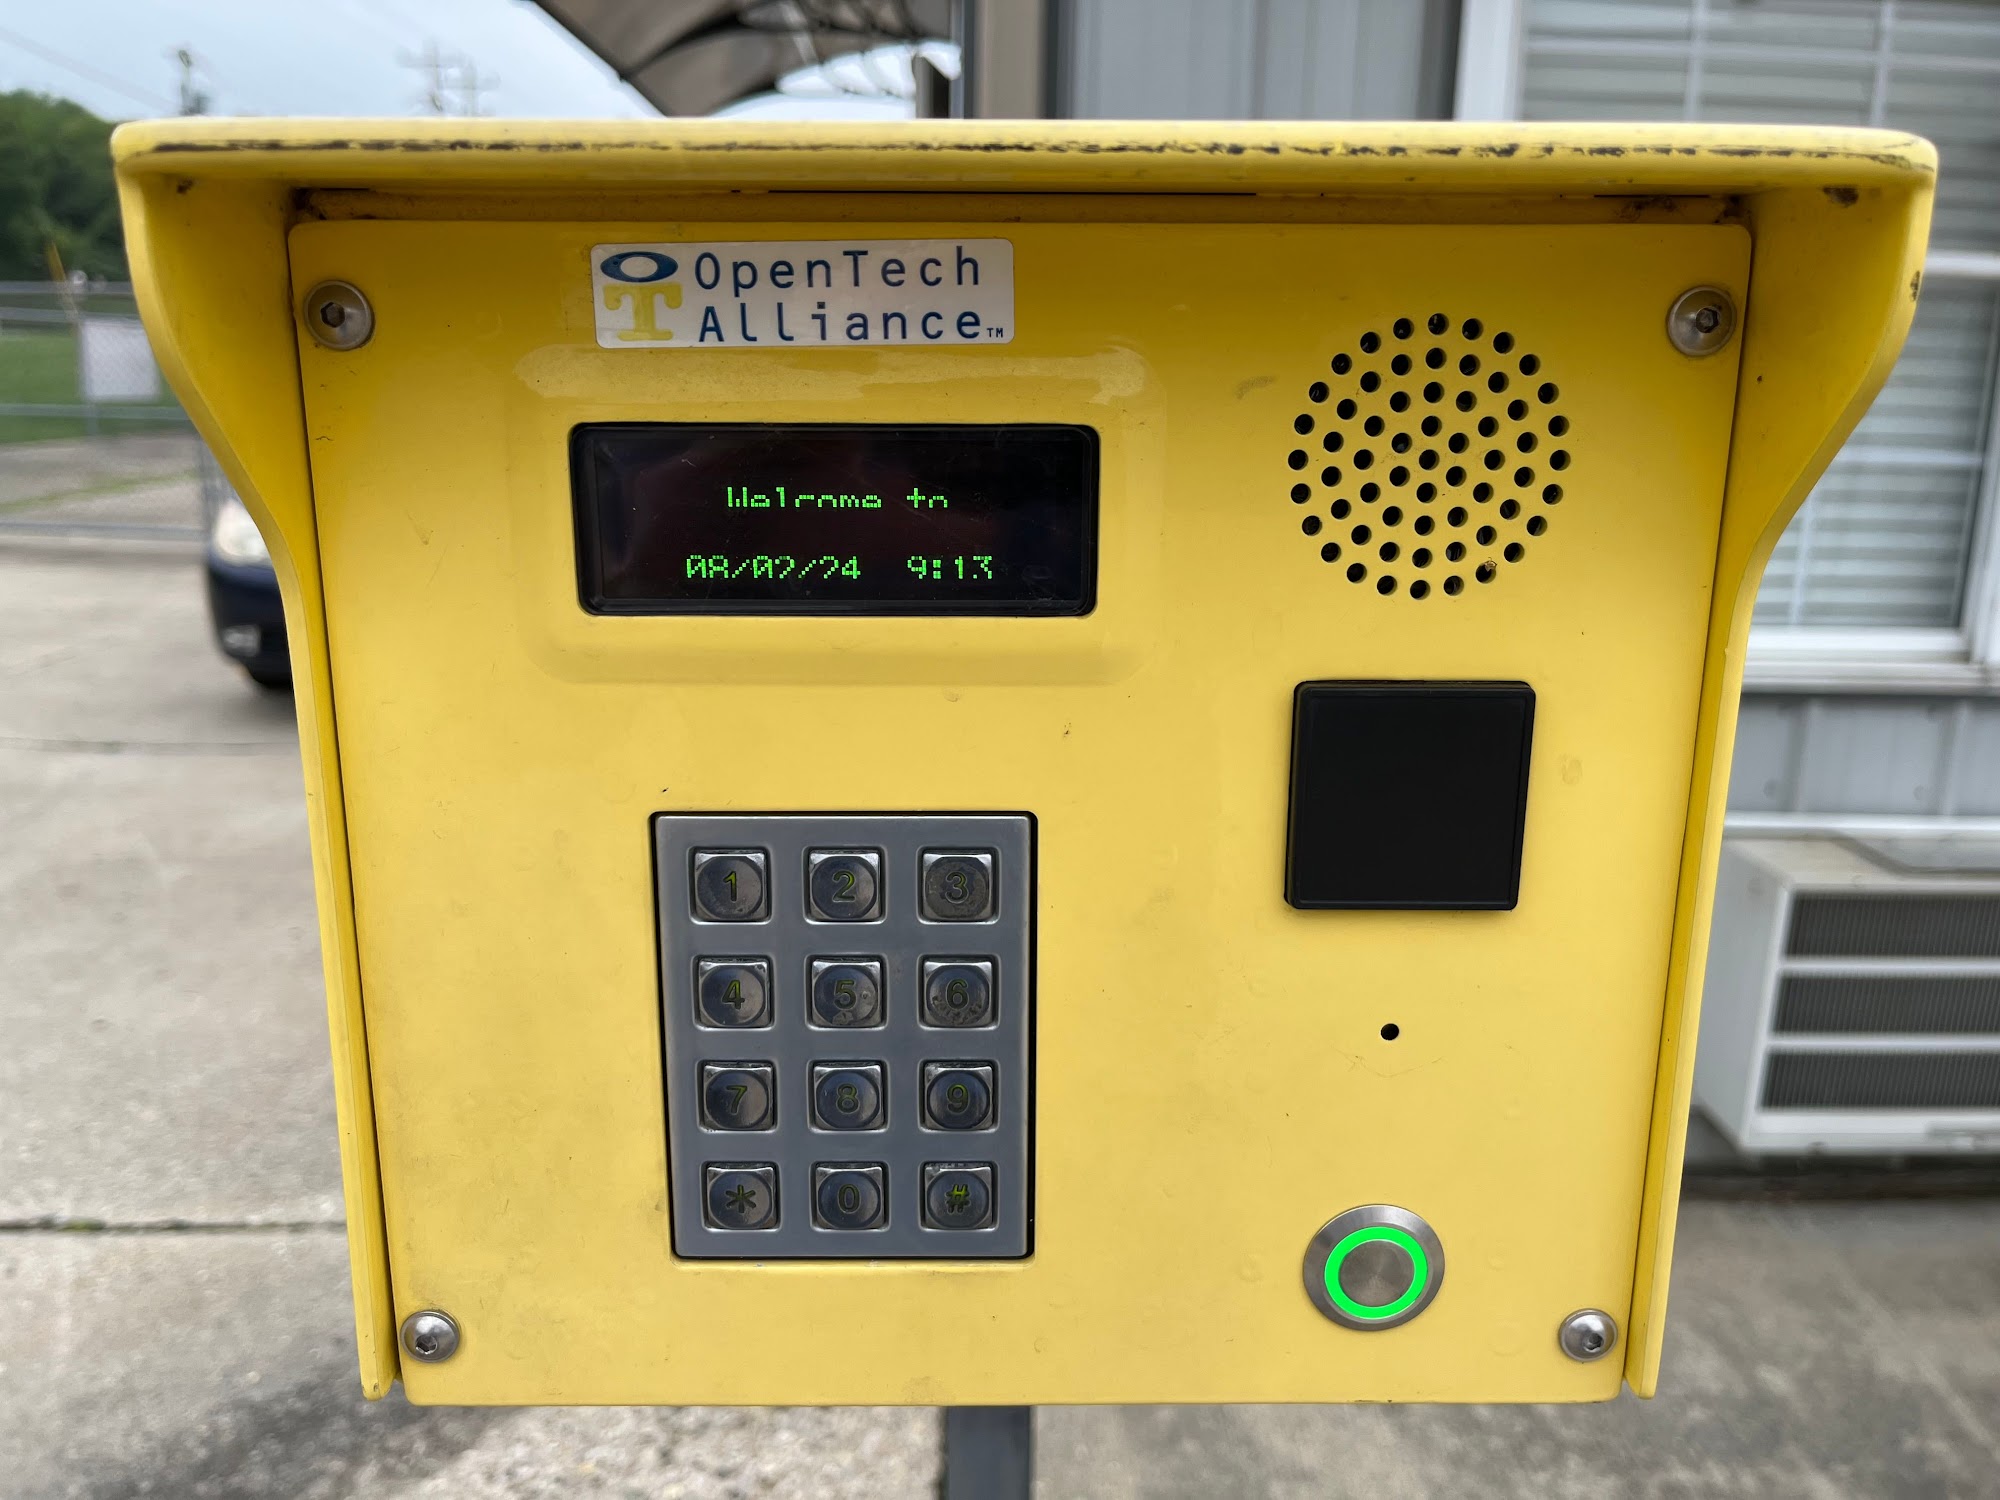 OpenTech
Alliance™
Welcome to
08/02/24 9:13
1 2 3
4 5 6
7 8 9
* 0 #